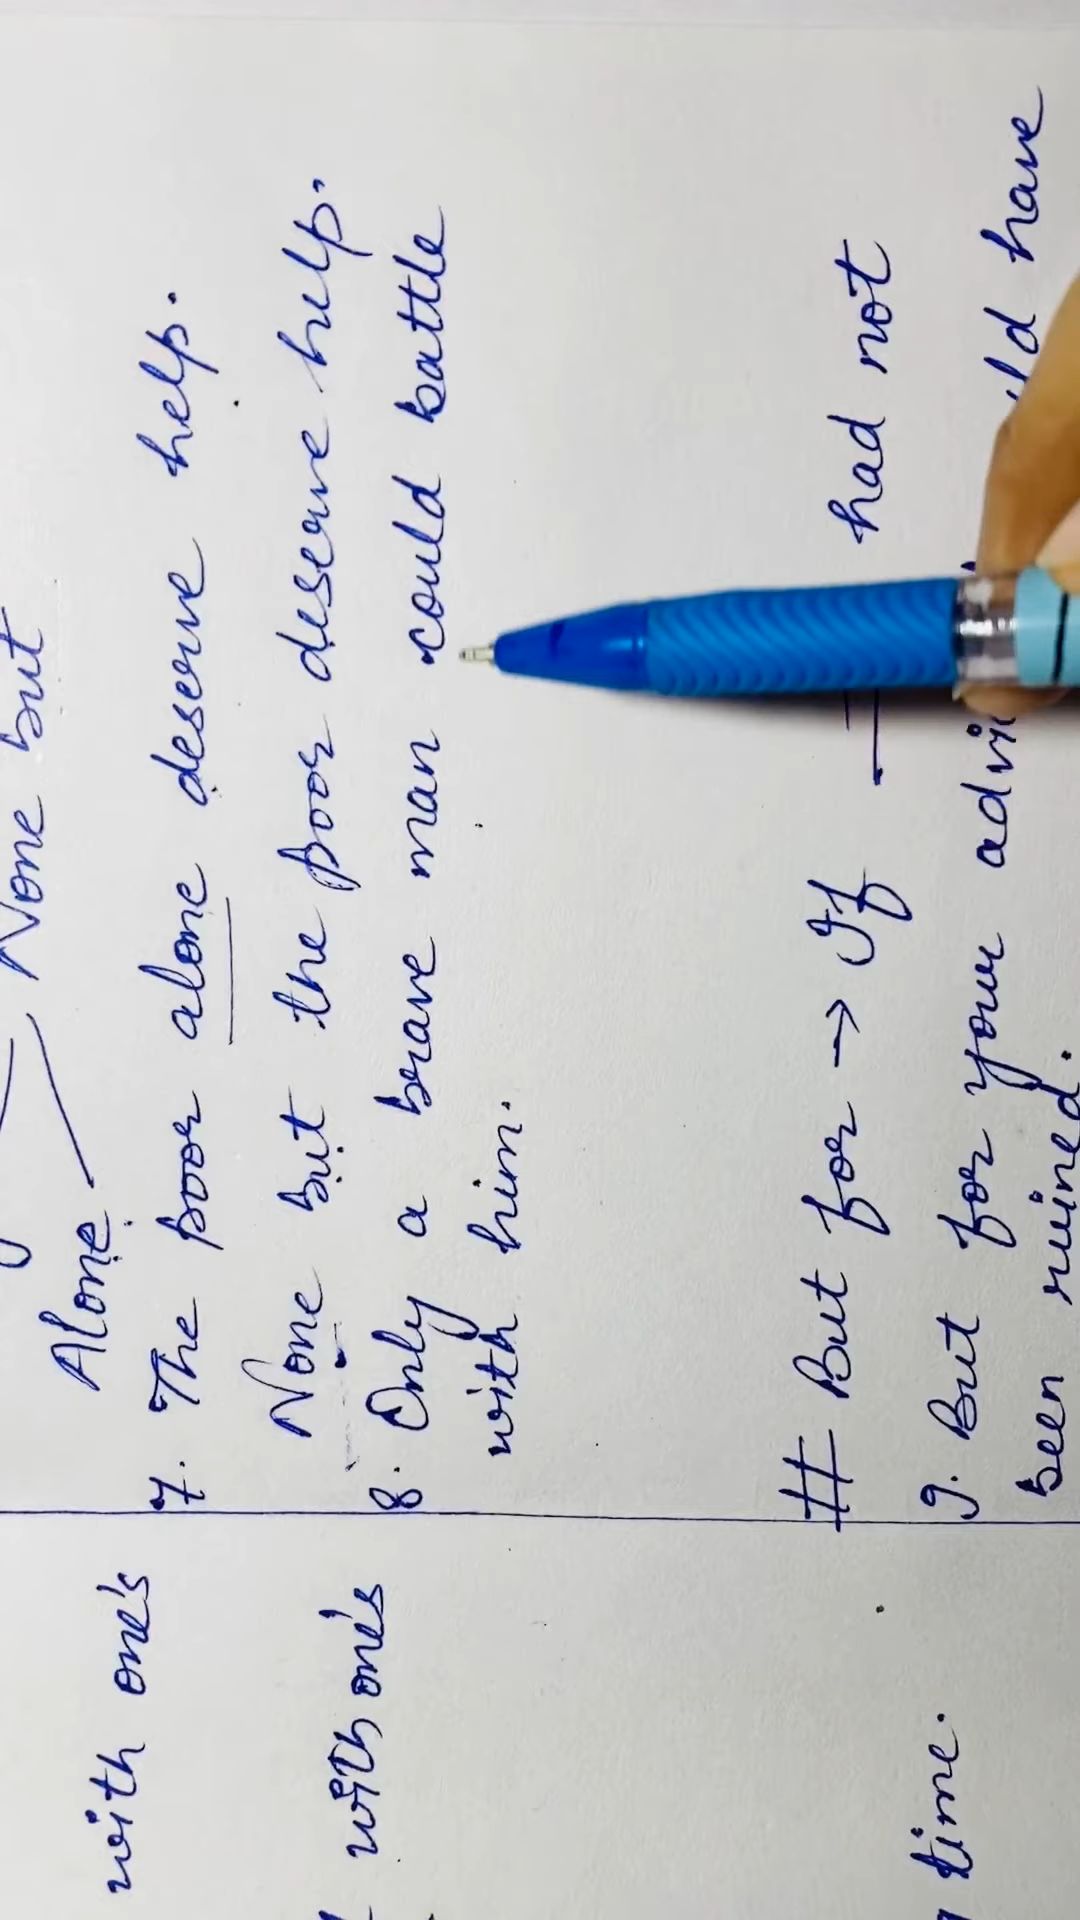 None but
Alone
7. The poor alone deserve help.
None but the poor deserve help.
8. Only a brave man could battle
with him.
# But for → If had not
9. But for your have
been ruined.
with one's
with one's
time.